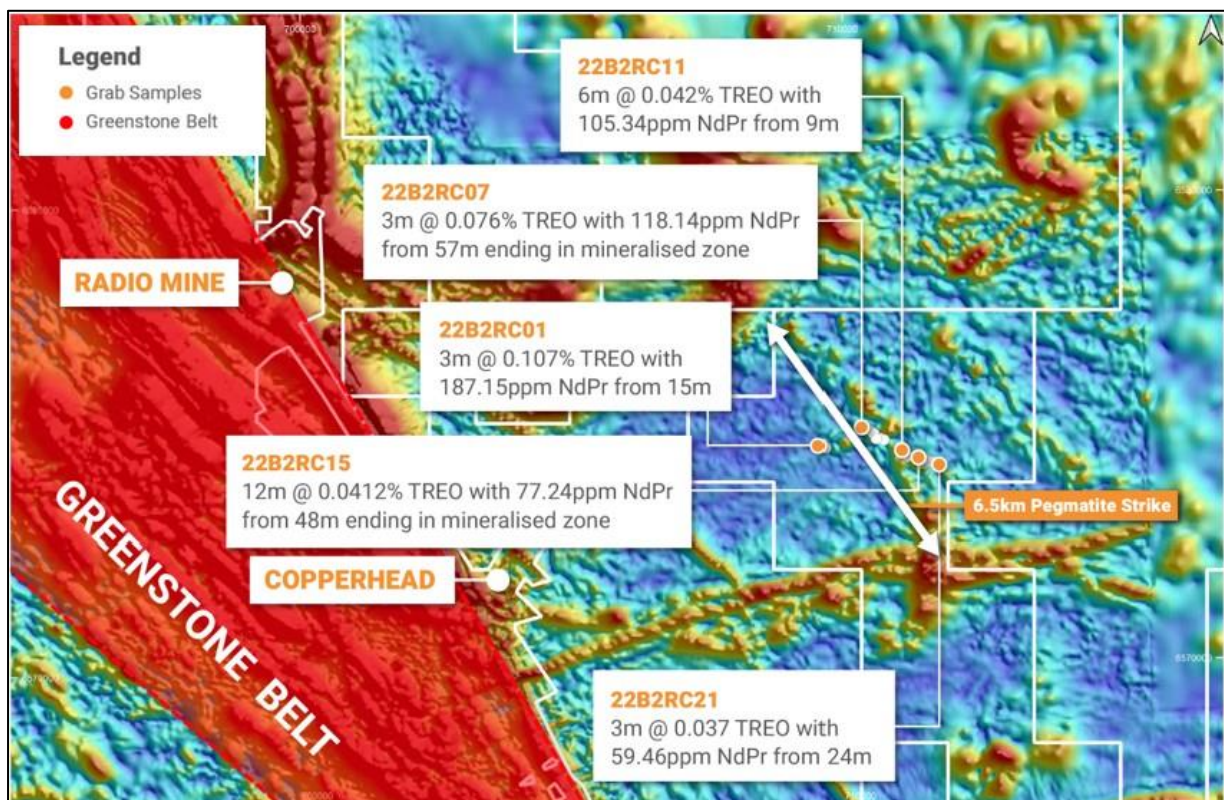 700000
710000
Legend
Grab Samples
Greenstone Belt
22B2RC11
6m @ 0.042% TREO with
105.34ppm NdPr from 9m
22B2RC07
3m @ 0.076% TREO with 118.14ppm NdPr
from 57m ending in mineralised zone
RADIO MINE
22B2RC01
3m @ 0.107% TREO with
187.15ppm NdPr from 15m
22B2RC15
12m @ 0.0412% TREO with 77.24ppm NdPr
from 48m ending in mineralised zone
6.5km Pegmatite Strike
COPPERHEAD
GREENSTONE BELT
6570000
22B2RC21
3m @ 0.037 TREO with
59.46ppm NdPr from 24m